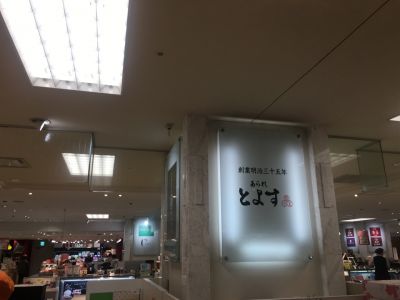 創業明治三十五年
あられ
とよす